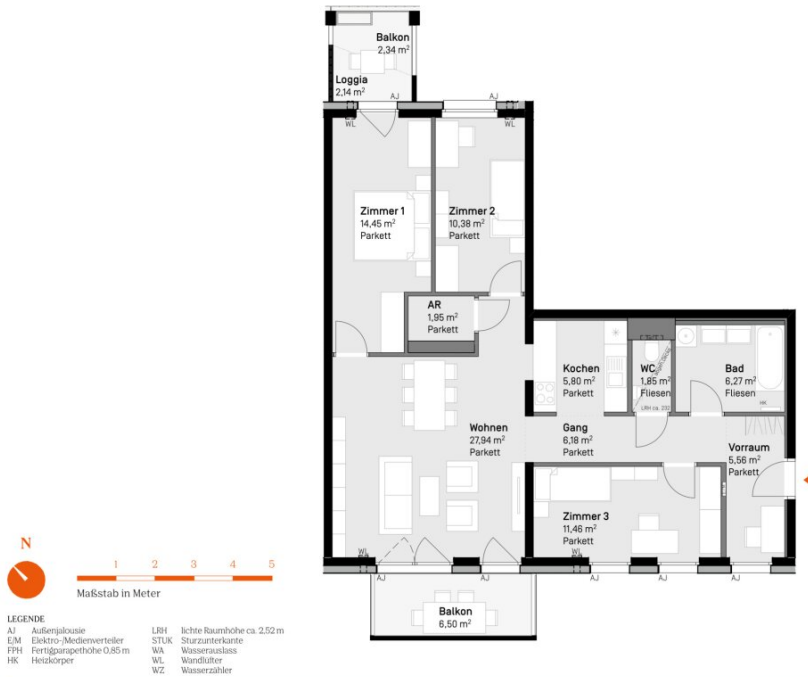 Balkon
2,34 m²
Loggia
2,14 m²
AJ
AJ
WL
WL
Zimmer 1
14,45 m²
Parkett
Zimmer 2
10,38 m²
Parkett
AR
1,95 m²
Parkett
Kochen
5,80 m²
Parkett
WC
1,85 m²
Fliesen
LRH ca. 232
Bad
6,27 m²
Fliesen
HK
Wohnen
27,94 m²
Parkett
Gang
6,18 m²
Parkett
Vorraum
5,56 m²
Parkett
Zimmer 3
11,46 m²
Parkett
WL
WL
AJ
AJ
AJ
AJ
AJ
Balkon
6,50 m²
N
1 2 3 4 5
Maßstab in Meter
LEGENDE
AJ Außenjalousie
E/M Elektro-/Medienverteiler
FPH Fertigparapethöhe 0,85 m
HK Heizkörper
LRH lichte Raumhöhe ca. 2,52 m
STUK Sturzunterkante
WA Wasserauslass
WL Wandlüfter
WZ Wasserzähler